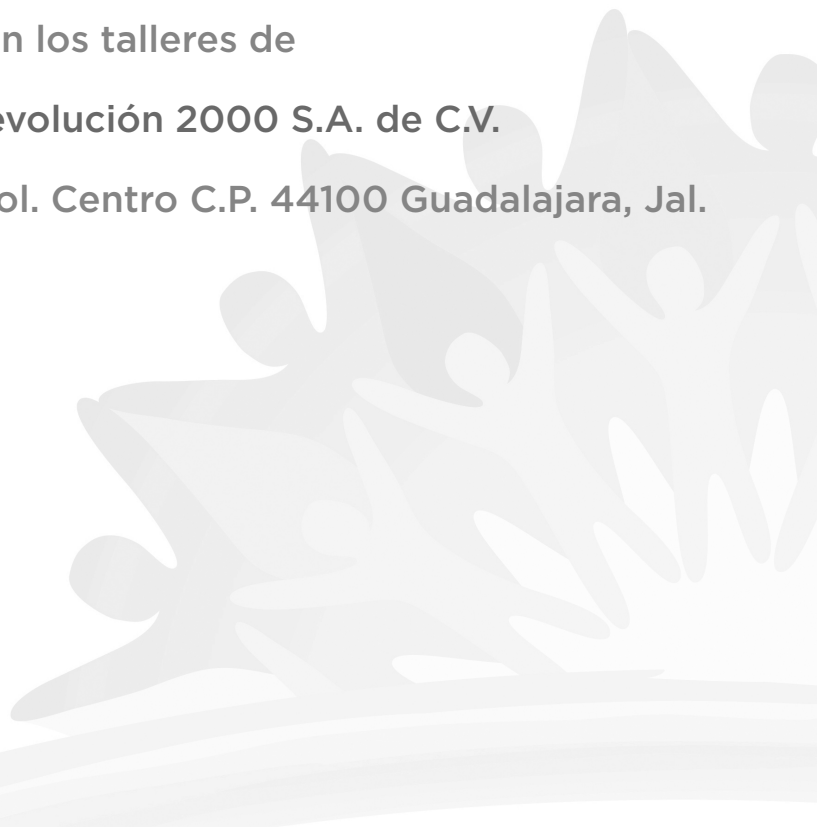 n los talleres de
evolución 2000 S.A. de C.V.
ol. Centro C.P. 44100 Guadalajara, Jal.